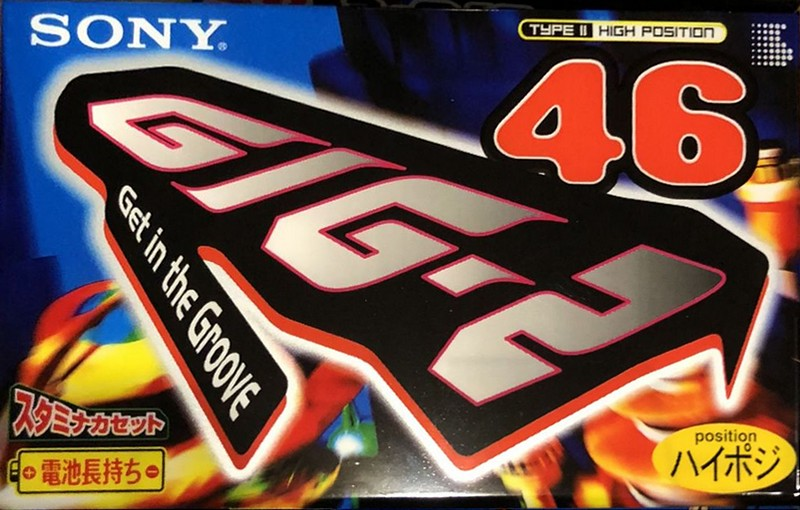 SONY®
TYPE II HIGH POSITION
46
GIG-2
Get in the Groove
スタミナカセット
+ 電池長持ち -
position
ハイポジ